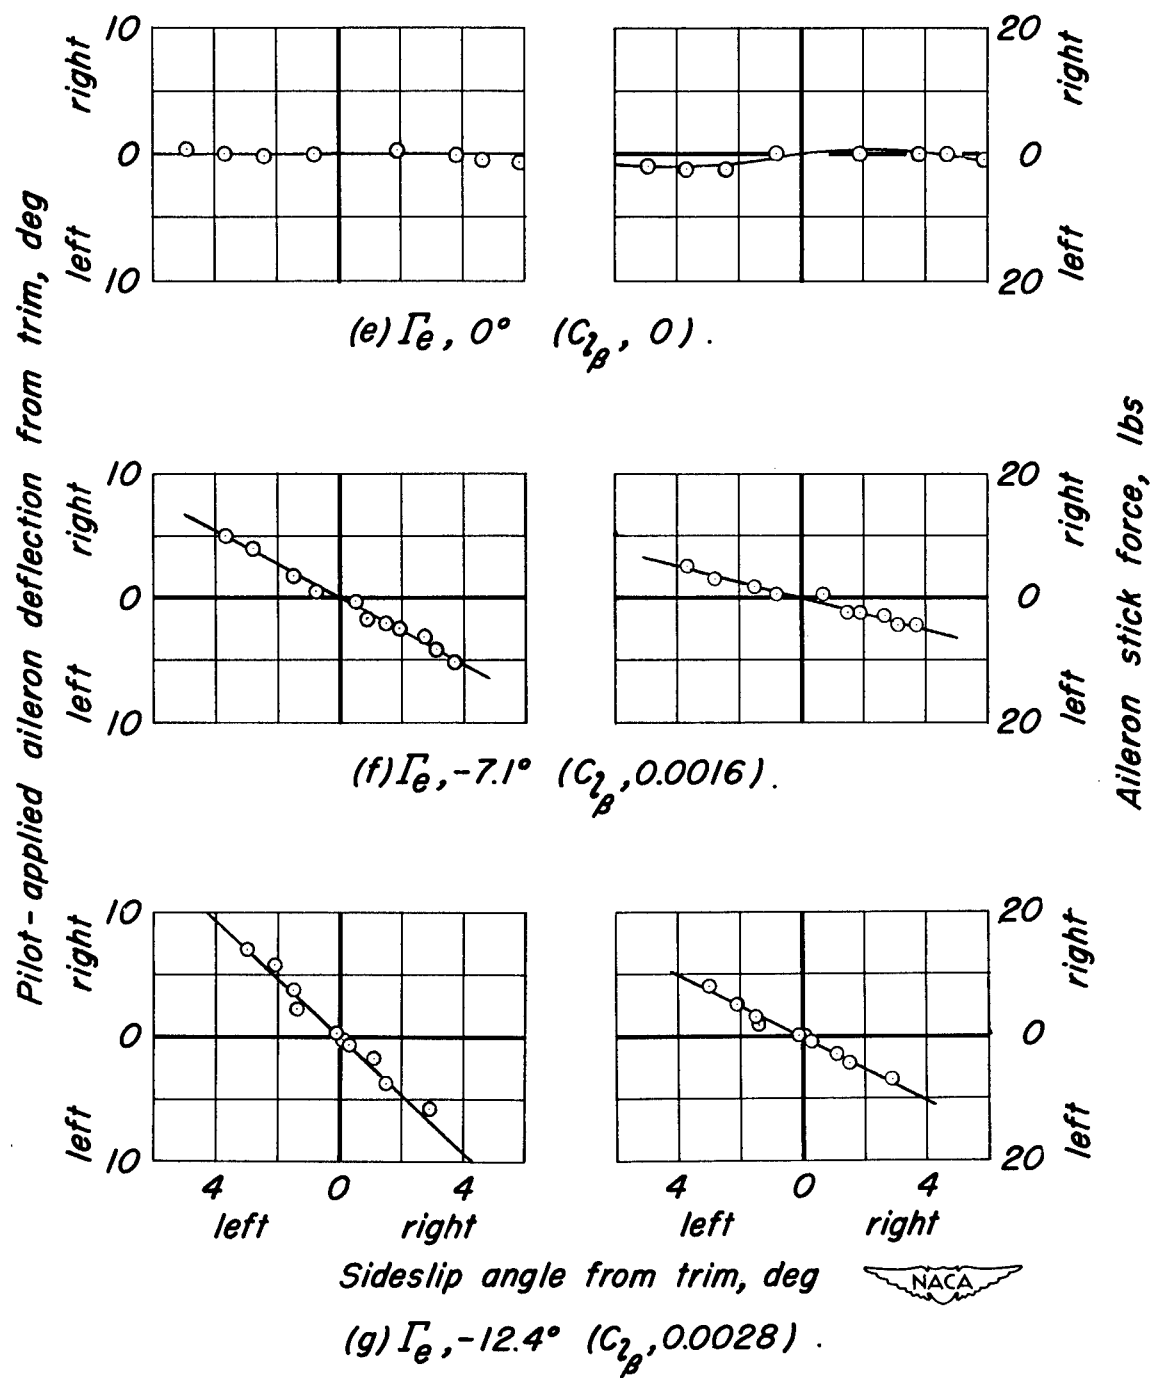 Pilot-applied aileron deflection from trim, deg
Aileron stick force, lbs
10
right
0
left
10
20
right
0
left
20
(e) Γe, 0° (Clβ, 0).
10
right
0
left
10
20
right
0
left
20
(f) Γe, -7.1° (Clβ, 0.0016).
10
right
0
left
10
20
right
0
left
20
4 0 4
left right
4 0 4
left right
Sideslip angle from trim, deg
NACA
(g) Γe, -12.4° (Clβ, 0.0028).